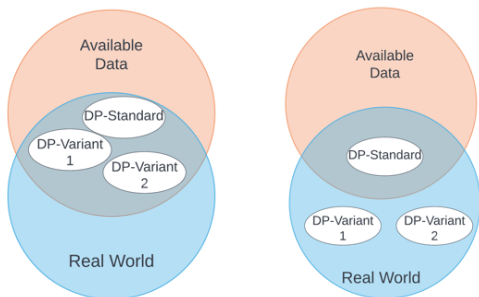 Available
Data
DP-Standard
DP-Variant
1
DP-Variant
2
Real World
Available
Data
DP-Standard
DP-Variant
1
DP-Variant
2
Real World